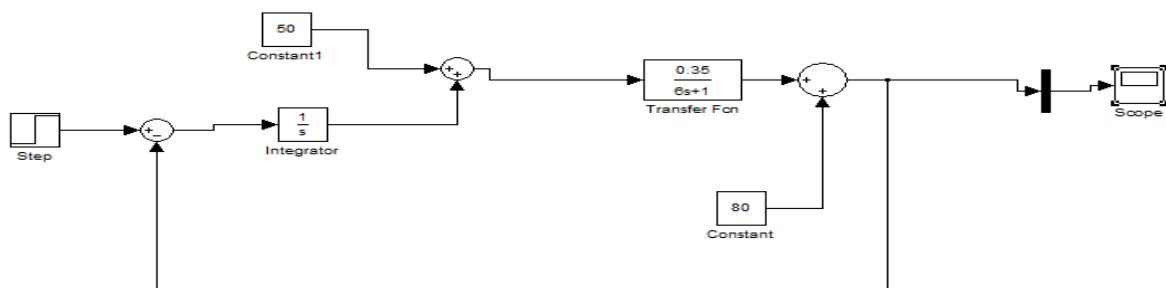 50
Constant1
+
+
0.35
6s+1
Transfer Fcn
+
+
Scope
Step
+
−
1
s
Integrator
80
Constant